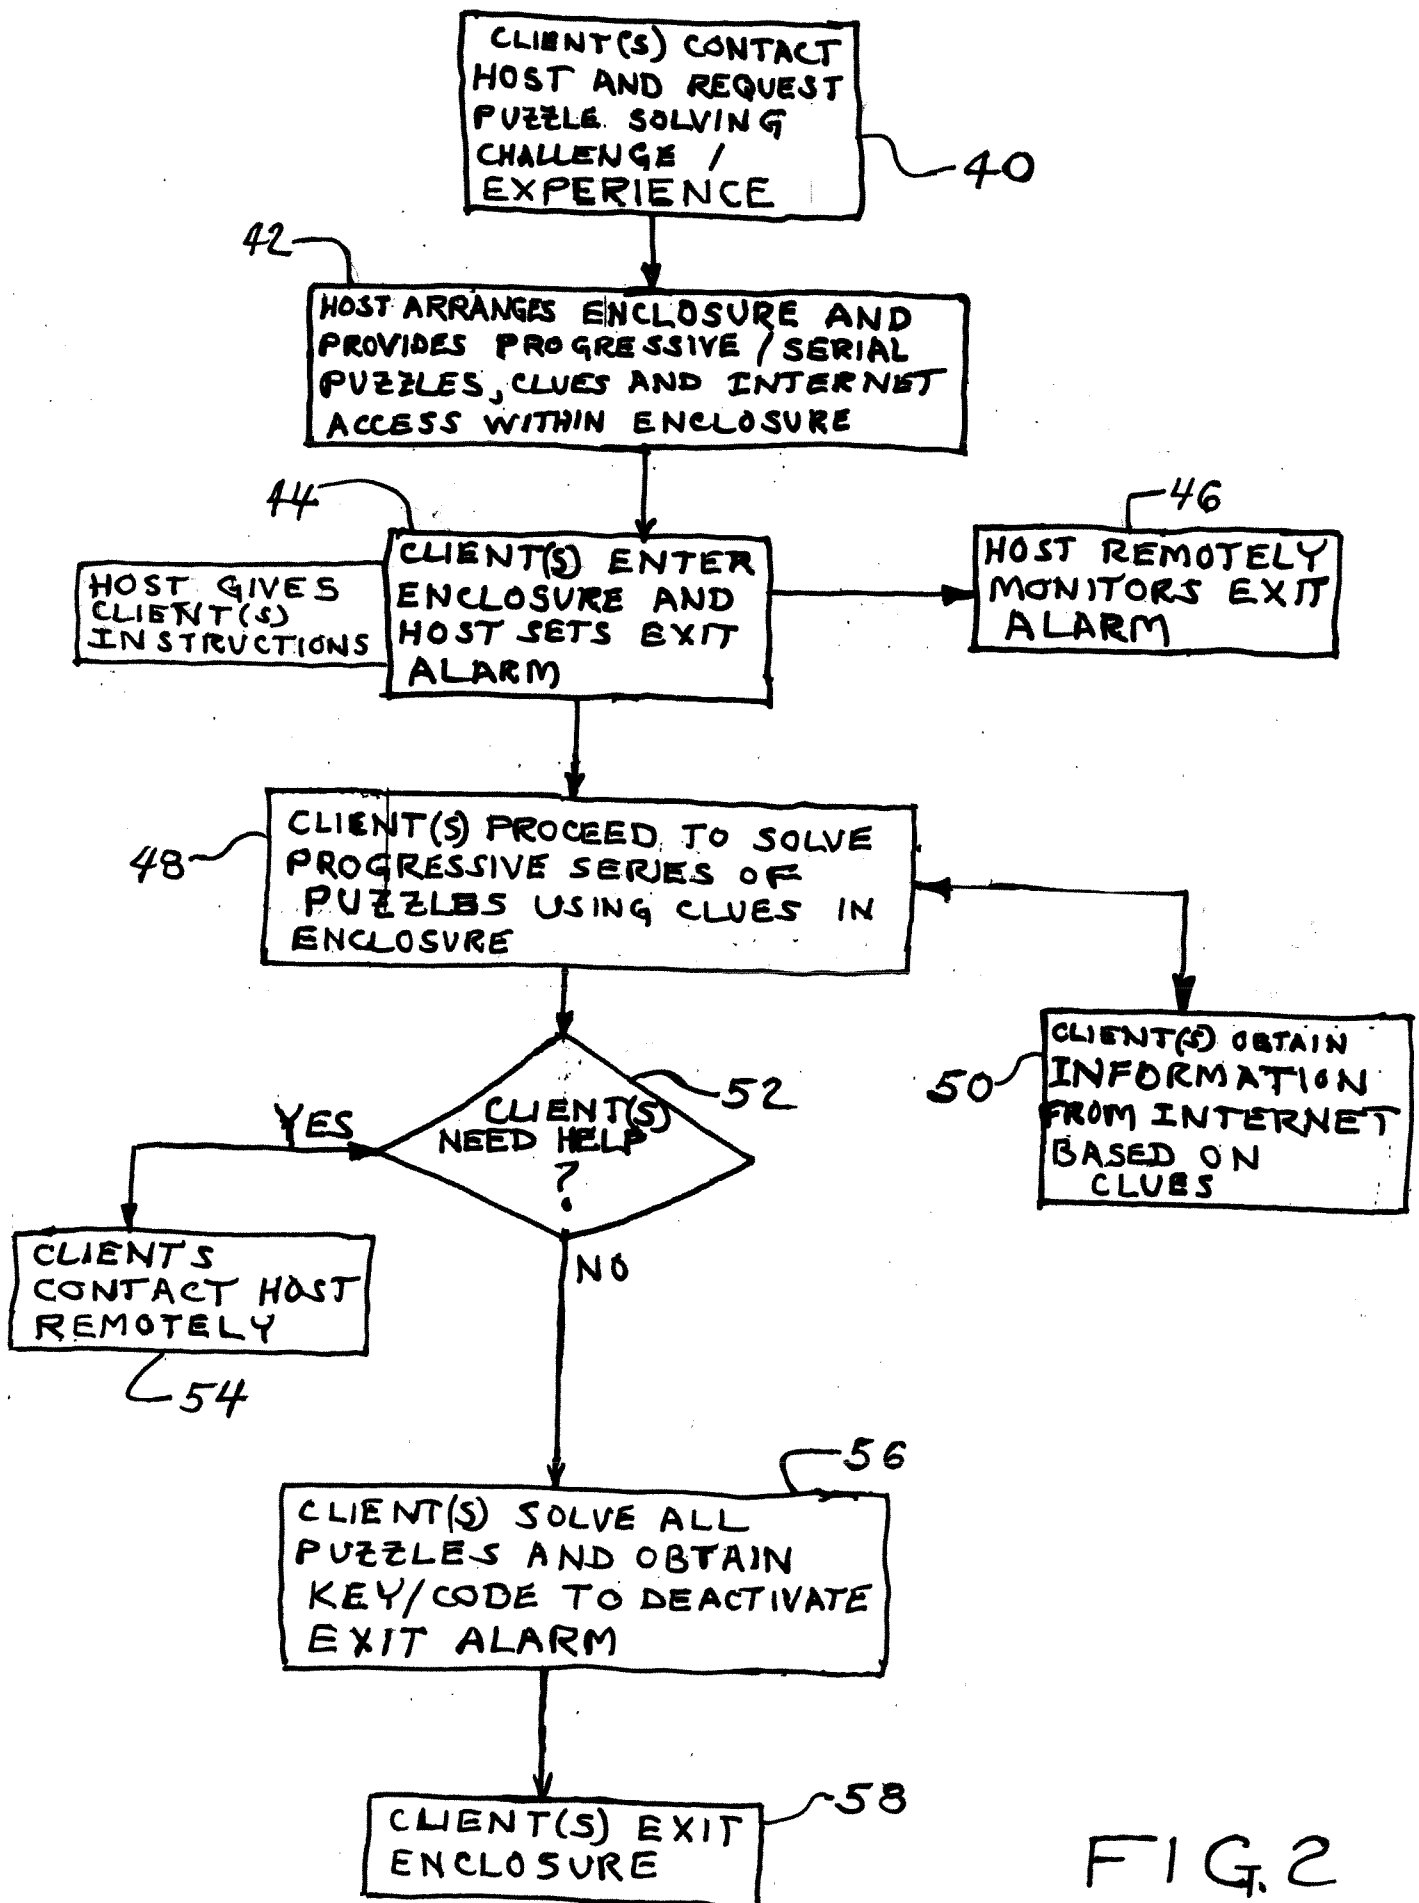 CLIENT(S) CONTACT
HOST AND REQUEST
PUZZLE SOLVING
CHALLENGE /
EXPERIENCE
40
42
HOST ARRANGES ENCLOSURE AND
PROVIDES PROGRESSIVE / SERIAL
PUZZLES, CLUES AND INTERNET
ACCESS WITHIN ENCLOSURE
44
HOST GIVES
CLIENT(S)
INSTRUCTIONS
CLIENT(S) ENTER
ENCLOSURE AND
HOST SETS EXIT
ALARM
46
HOST REMOTELY
MONITORS EXIT
ALARM
48
CLIENT(S) PROCEED TO SOLVE
PROGRESSIVE SERIES OF
PUZZLES USING CLUES IN
ENCLOSURE
50
CLIENT(S) OBTAIN
INFORMATION
FROM INTERNET
BASED ON
CLUES
52
CLIENT(S)
NEED HELP
?
YES
NO
CLIENTS
CONTACT HOST
REMOTELY
54
56
CLIENT(S) SOLVE ALL
PUZZLES AND OBTAIN
KEY/CODE TO DEACTIVATE
EXIT ALARM
58
CLIENT(S) EXIT
ENCLOSURE
FIG.2